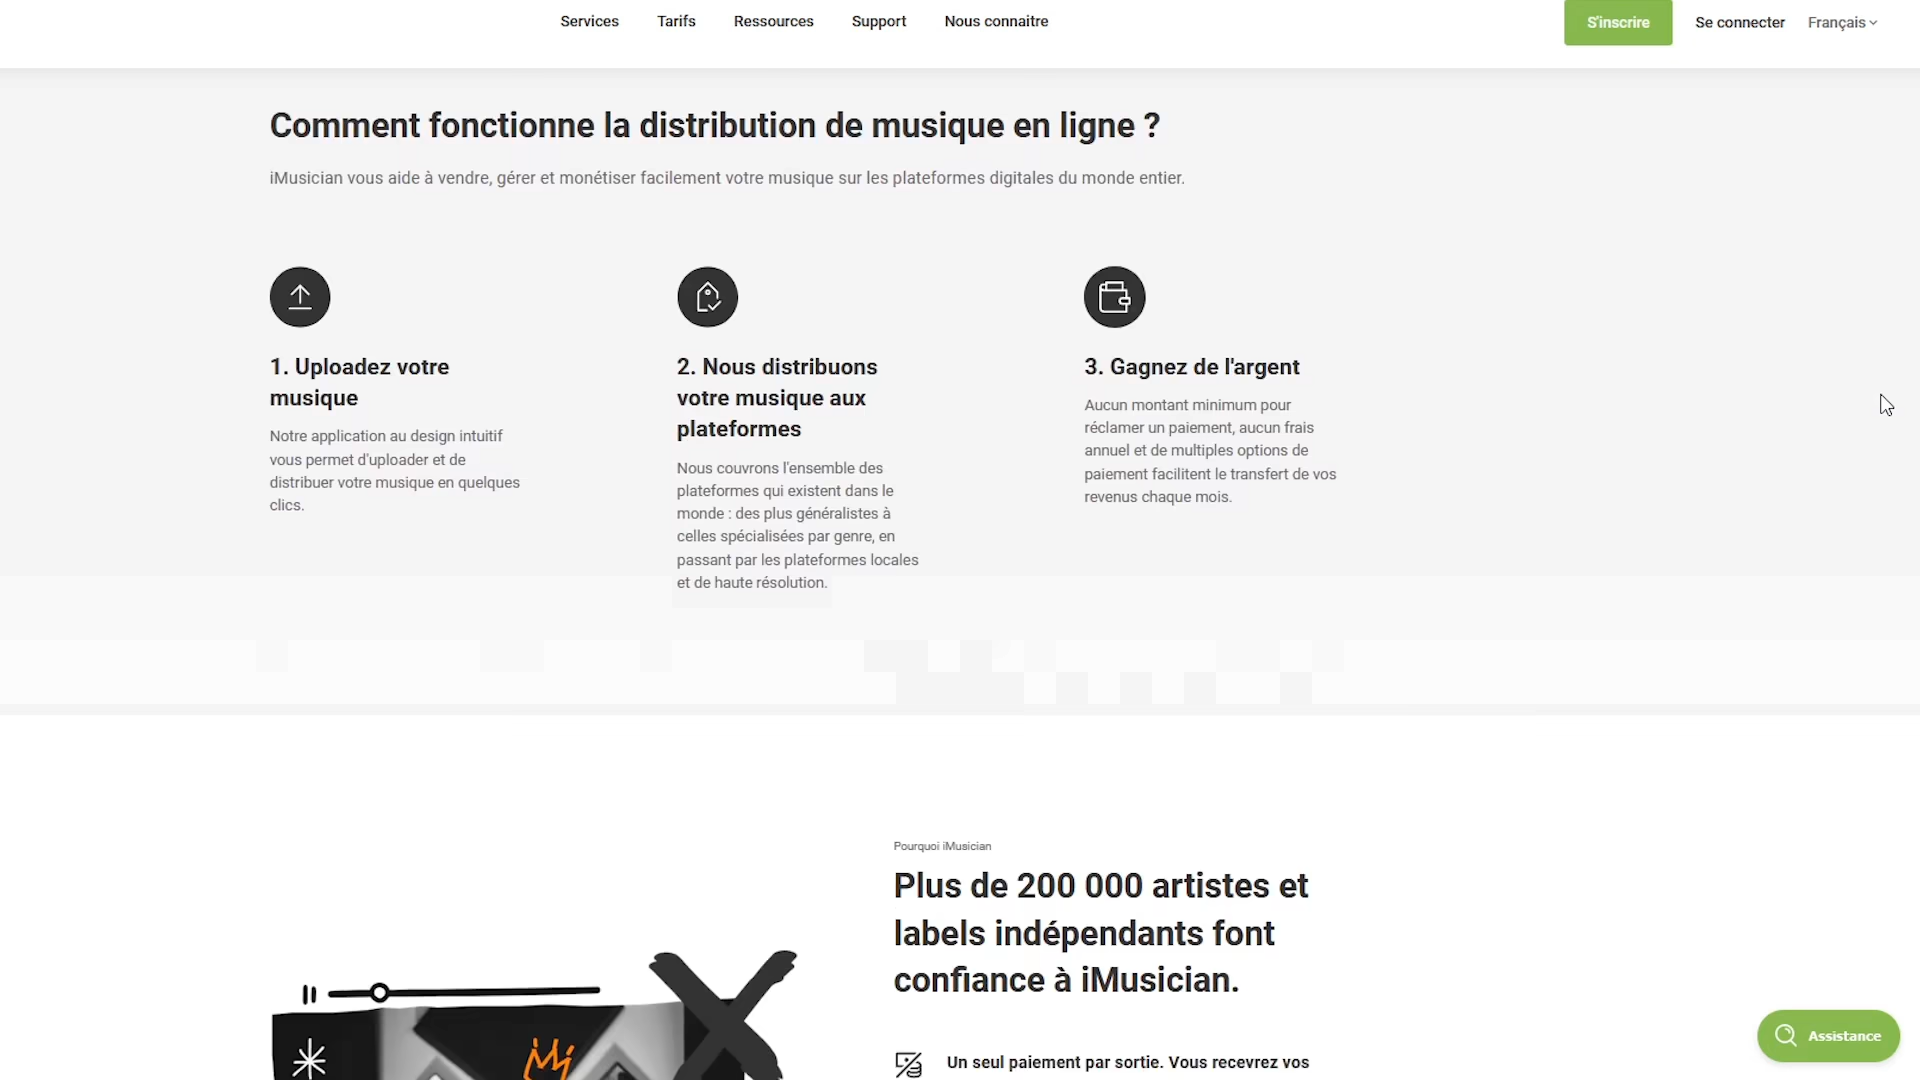 Services Tarifs Ressources Support Nous connaitre S'inscrire Se connecter Français
Comment fonctionne la distribution de musique en ligne ?
iMusician vous aide à vendre, gérer et monétiser facilement votre musique sur les plateformes digitales du monde entier.
1. Uploadez votre
musique
Notre application au design intuitif
vous permet d'uploader et de
distribuer votre musique en quelques
clics.
2. Nous distribuons
votre musique aux
plateformes
Nous couvrons l'ensemble des
plateformes qui existent dans le
monde : des plus généralistes à
celles spécialisées par genre, en
passant par les plateformes locales
et de haute résolution.
3. Gagnez de l'argent
Aucun montant minimum pour
réclamer un paiement, aucun frais
annuel et de multiples options de
paiement facilitent le transfert de vos
revenus chaque mois.
Pourquoi iMusician
Plus de 200 000 artistes et
labels indépendants font
confiance à iMusician.
Un seul paiement par sortie. Vous recevrez vos
Assistance